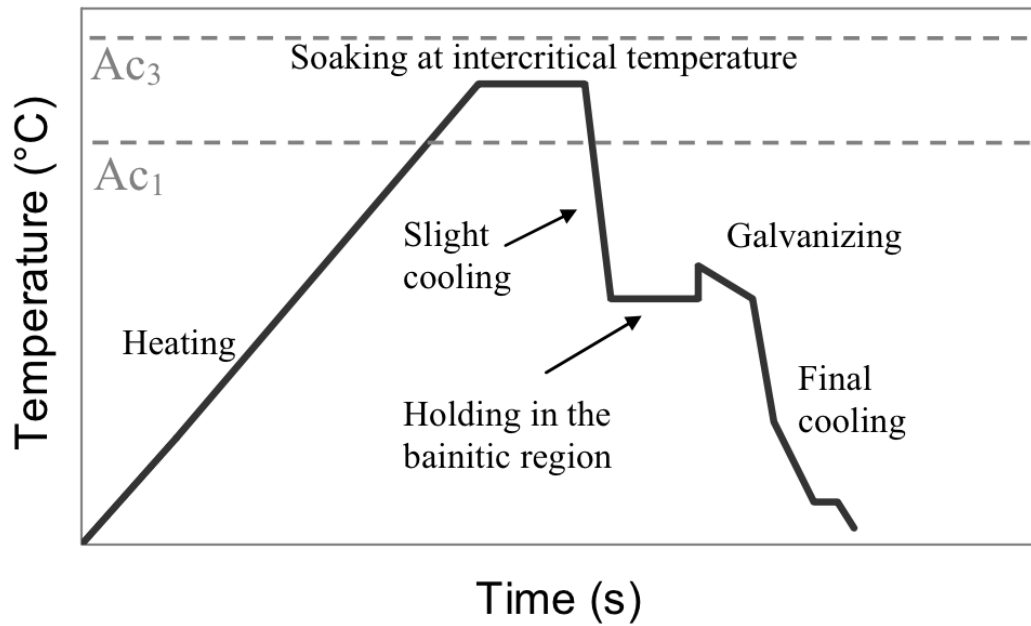 Ac3
Soaking at intercritical temperature
Ac1
Temperature (°C)
Slight
cooling
Galvanizing
Heating
Holding in the
bainitic region
Final
cooling
Time (s)